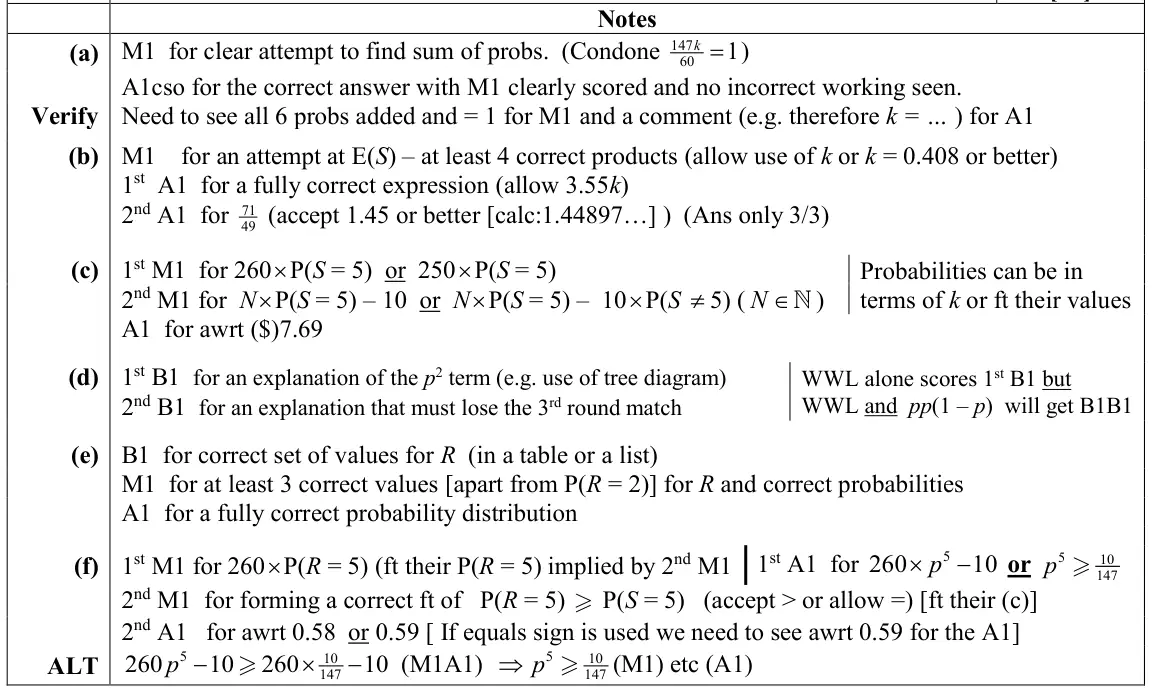 Notes
(a) M1 for clear attempt to find sum of probs. (Condone 147k/60 = 1)
A1cso for the correct answer with M1 clearly scored and no incorrect working seen.
Verify Need to see all 6 probs added and = 1 for M1 and a comment (e.g. therefore k = … ) for A1
(b) M1 for an attempt at E(S) – at least 4 correct products (allow use of k or k = 0.408 or better)
1st A1 for a fully correct expression (allow 3.55k)
2nd A1 for 71/49 (accept 1.45 or better [calc:1.44897…] ) (Ans only 3/3)
(c) 1st M1 for 260×P(S = 5) or 250×P(S = 5) Probabilities can be in
2nd M1 for N×P(S = 5) – 10 or N×P(S = 5) – 10×P(S ≠ 5) ( N ∈ ℕ ) terms of k or ft their values
A1 for awrt ($)7.69
(d) 1st B1 for an explanation of the p² term (e.g. use of tree diagram) WWL alone scores 1st B1 but
2nd B1 for an explanation that must lose the 3rd round match WWL and pp(1 – p) will get B1B1
(e) B1 for correct set of values for R (in a table or a list)
M1 for at least 3 correct values [apart from P(R = 2)] for R and correct probabilities
A1 for a fully correct probability distribution
(f) 1st M1 for 260×P(R = 5) (ft their P(R = 5) implied by 2nd M1 | 1st A1 for 260× p⁵ –10 or p⁵ ⩾ 10/147
2nd M1 for forming a correct ft of P(R = 5) ⩾ P(S = 5) (accept > or allow =) [ft their (c)]
2nd A1 for awrt 0.58 or 0.59 [ If equals sign is used we need to see awrt 0.59 for the A1]
ALT 260p⁵ –10 ⩾ 260× 10/147 –10 (M1A1) ⇒ p⁵ ⩾ 10/147 (M1) etc (A1)